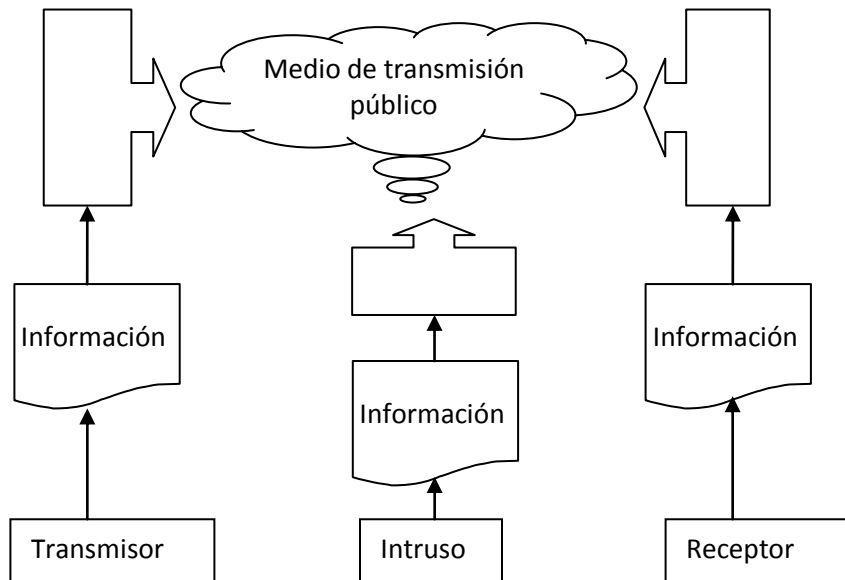 Medio de transmisión
público
Información
Información
Información
Transmisor
Intruso
Receptor